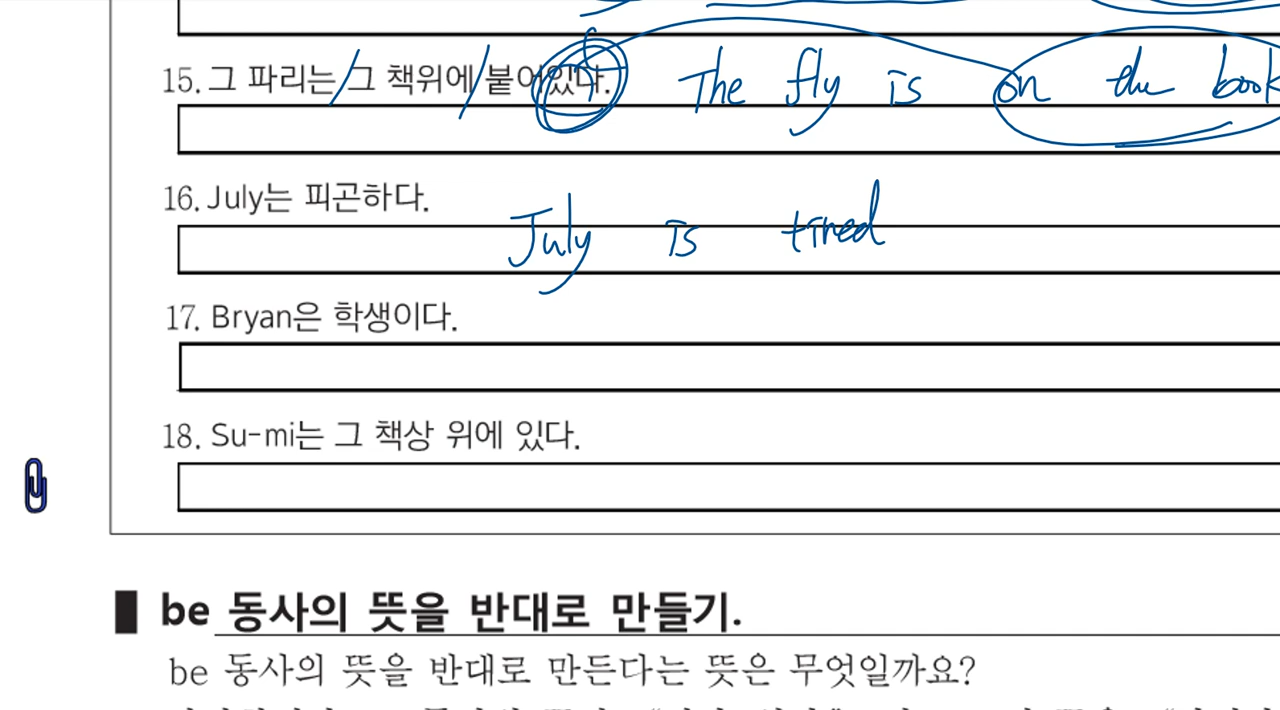 15. 그 파리는/그 책위에/붙어있다. The fly is on the book
16. July는 피곤하다.
July is tired
17. Bryan은 학생이다.
18. Su-mi는 그 책상 위에 있다.
be 동사의 뜻을 반대로 만들기.
be 동사의 뜻을 반대로 만든다는 뜻은 무엇일까요?